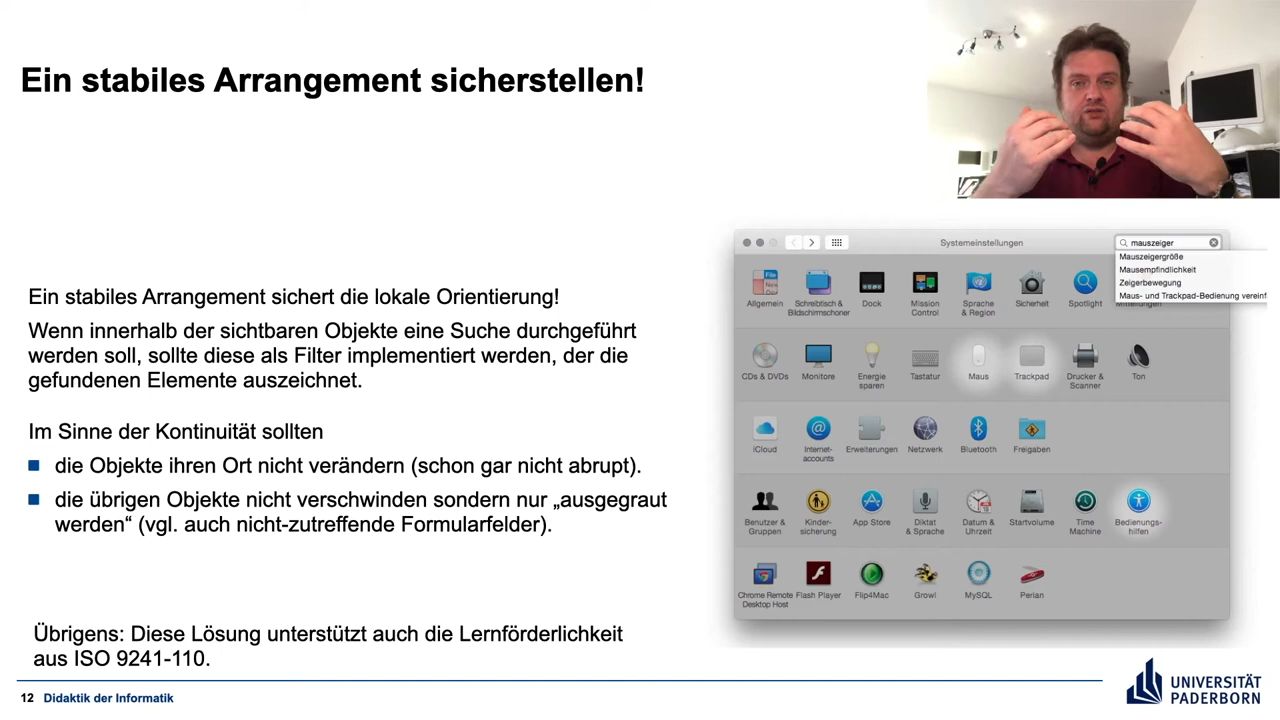 Ein stabiles Arrangement sicherstellen!
Ein stabiles Arrangement sichert die lokale Orientierung!
Wenn innerhalb der sichtbaren Objekte eine Suche durchgeführt
werden soll, sollte diese als Filter implementiert werden, der die
gefundenen Elemente auszeichnet.
Im Sinne der Kontinuität sollten
die Objekte ihren Ort nicht verändern (schon gar nicht abrupt).
die übrigen Objekte nicht verschwinden sondern nur „ausgegraut
werden“ (vgl. auch nicht-zutreffende Formularfelder).
Übrigens: Diese Lösung unterstützt auch die Lernförderlichkeit
aus ISO 9241-110.
Systemeinstellungen
mauszeiger
Mauszeigergröße
Mausempfindlichkeit
Zeigerbewegung
Maus- und Trackpad-Bedienung vereinf
Allgemein
Schreibtisch &
Bildschirmschoner
Dock
Mission
Control
Sprache
& Region
Sicherheit
Spotlight
Mitteilungen
CDs & DVDs
Monitore
Energie
sparen
Tastatur
Maus
Trackpad
Drucker &
Scanner
Ton
iCloud
Internet-
accounts
Erweiterungen
Netzwerk
Bluetooth
Freigaben
Benutzer &
Gruppen
Kinder-
sicherung
App Store
Diktat
& Sprache
Datum &
Uhrzeit
Startvolume
Time
Machine
Bedienungs-
hilfen
Chrome Remote
Desktop Host
Flash Player
Flip4Mac
Growl
MySQL
Perian
12 Didaktik der Informatik
UNIVERSITÄT
PADERBORN